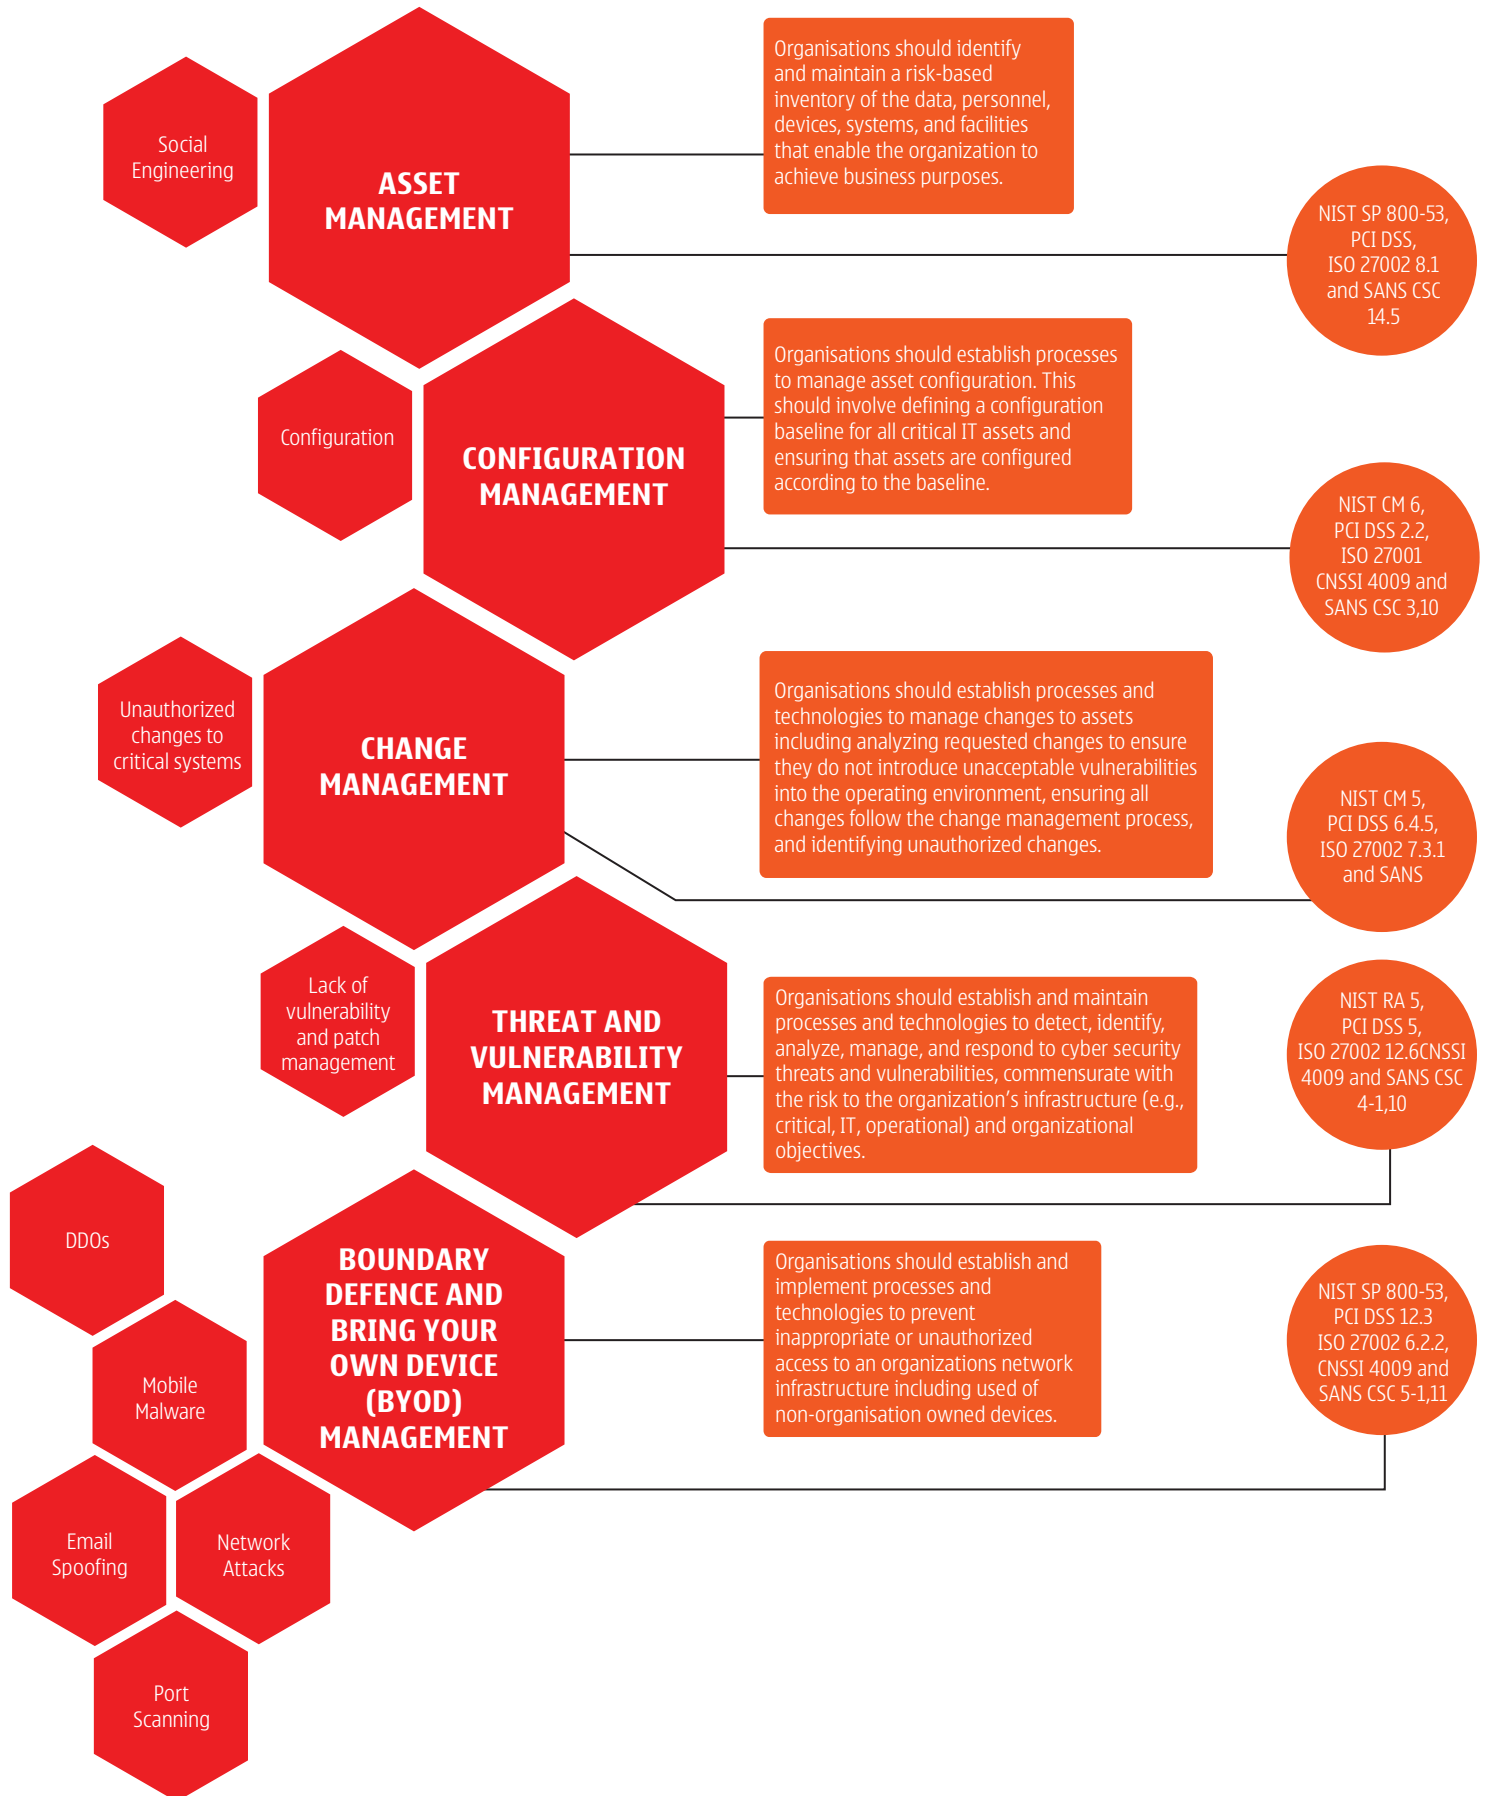 Social
Engineering
ASSET
MANAGEMENT
Organisations should identify
and maintain a risk-based
inventory of the data, personnel,
devices, systems, and facilities
that enable the organization to
achieve business purposes.
NIST SP 800-53,
PCI DSS,
ISO 27002 8.1
and SANS CSC
14.5
Configuration
CONFIGURATION
MANAGEMENT
Organisations should establish processes
to manage asset configuration. This
should involve defining a configuration
baseline for all critical IT assets and
ensuring that assets are configured
according to the baseline.
NIST CM 6,
PCI DSS 2.2,
ISO 27001
CNSSI 4009 and
SANS CSC 3,10
Unauthorized
changes to
critical systems
CHANGE
MANAGEMENT
Organisations should establish processes and
technologies to manage changes to assets
including analyzing requested changes to ensure
they do not introduce unacceptable vulnerabilities
into the operating environment, ensuring all
changes follow the change management process,
and identifying unauthorized changes.
NIST CM 5,
PCI DSS 6.4.5,
ISO 27002 7.3.1
and SANS
Lack of
vulnerability
and patch
management
THREAT AND
VULNERABILITY
MANAGEMENT
Organisations should establish and maintain
processes and technologies to detect, identify,
analyze, manage, and respond to cyber security
threats and vulnerabilities, commensurate with
the risk to the organization's infrastructure (e.g.,
critical, IT, operational) and organizational
objectives.
NIST RA 5,
PCI DSS 5,
ISO 27002 12.6CNSSI
4009 and SANS CSC
4-1,10
DDOs
Mobile
Malware
Email
Spoofing
Network
Attacks
Port
Scanning
BOUNDARY
DEFENCE AND
BRING YOUR
OWN DEVICE
(BYOD)
MANAGEMENT
Organisations should establish and
implement processes and
technologies to prevent
inappropriate or unauthorized
access to an organizations network
infrastructure including used of
non-organisation owned devices.
NIST SP 800-53,
PCI DSS 12.3
ISO 27002 6.2.2,
CNSSI 4009 and
SANS CSC 5-1,11